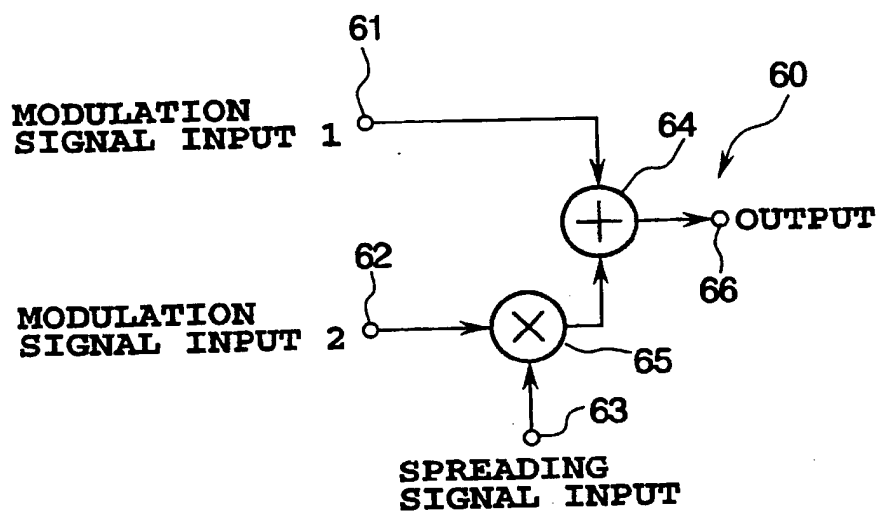 61
MODULATION
SIGNAL INPUT 1
60
64
OUTPUT
66
62
MODULATION
SIGNAL INPUT 2
65
63
SPREADING
SIGNAL INPUT